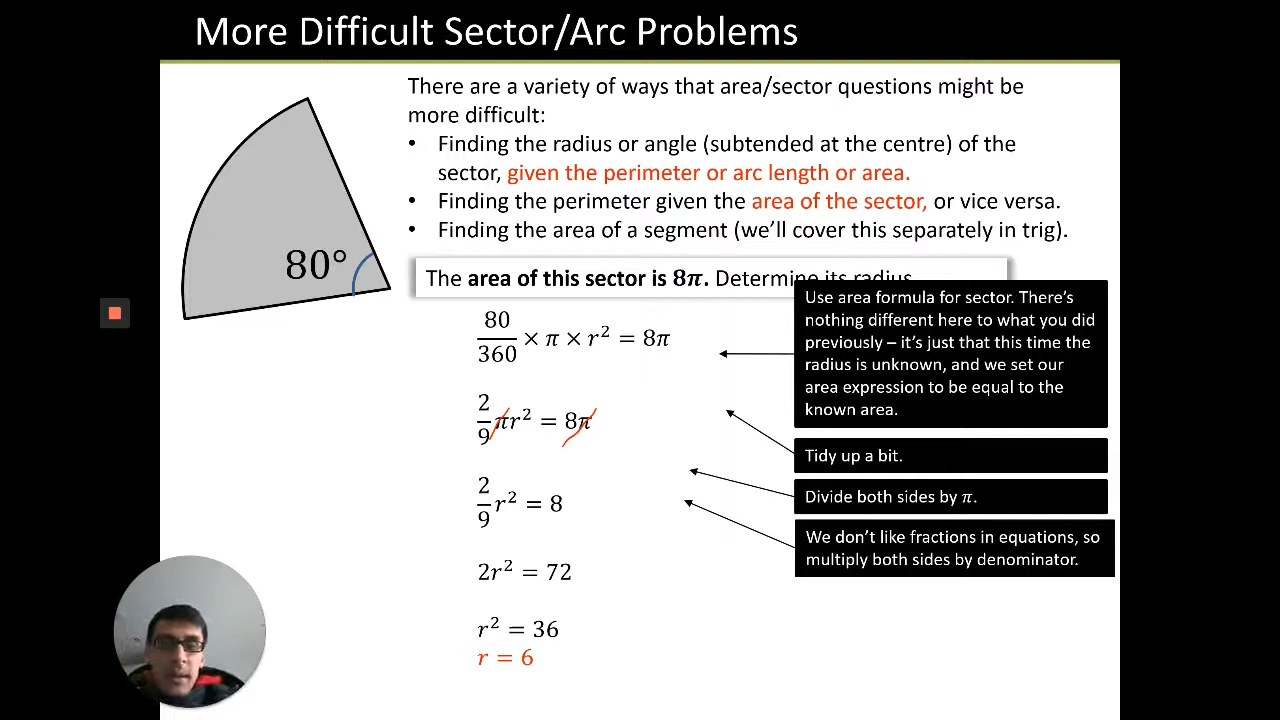 More Difficult Sector/Arc Problems
There are a variety of ways that area/sector questions might be
more difficult:
• Finding the radius or angle (subtended at the centre) of the
sector, given the perimeter or arc length or area.
• Finding the perimeter given the area of the sector, or vice versa.
• Finding the area of a segment (we'll cover this separately in trig).
80°
The area of this sector is 8π. Determine its radius
80/360 × π × r² = 8π
2/9 πr² = 8π
2/9 r² = 8
2r² = 72
r² = 36
r = 6
Use area formula for sector. There's
nothing different here to what you did
previously – it's just that this time the
radius is unknown, and we set our
area expression to be equal to the
known area.
Tidy up a bit.
Divide both sides by π.
We don't like fractions in equations, so
multiply both sides by denominator.